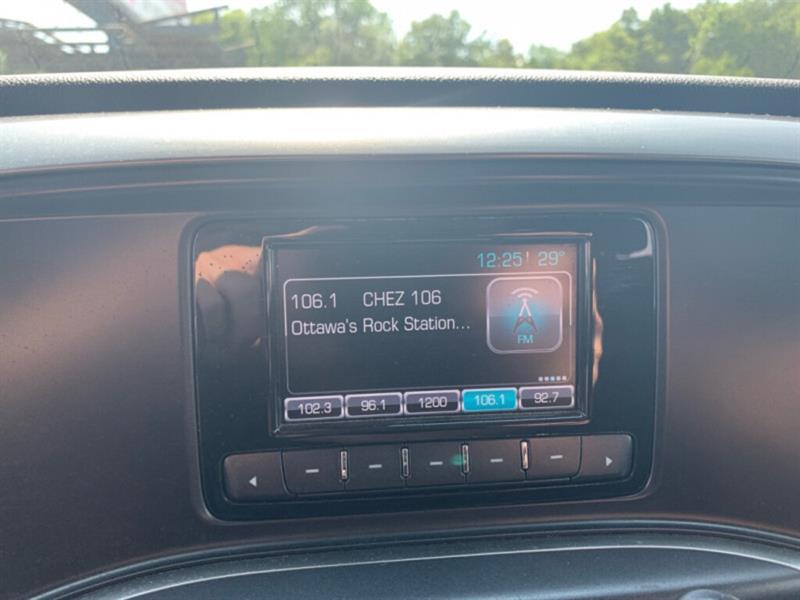 12:25 29°
106.1 CHEZ 106
Ottawa's Rock Station...
FM
102.3 96.1 1200 106.1 92.7